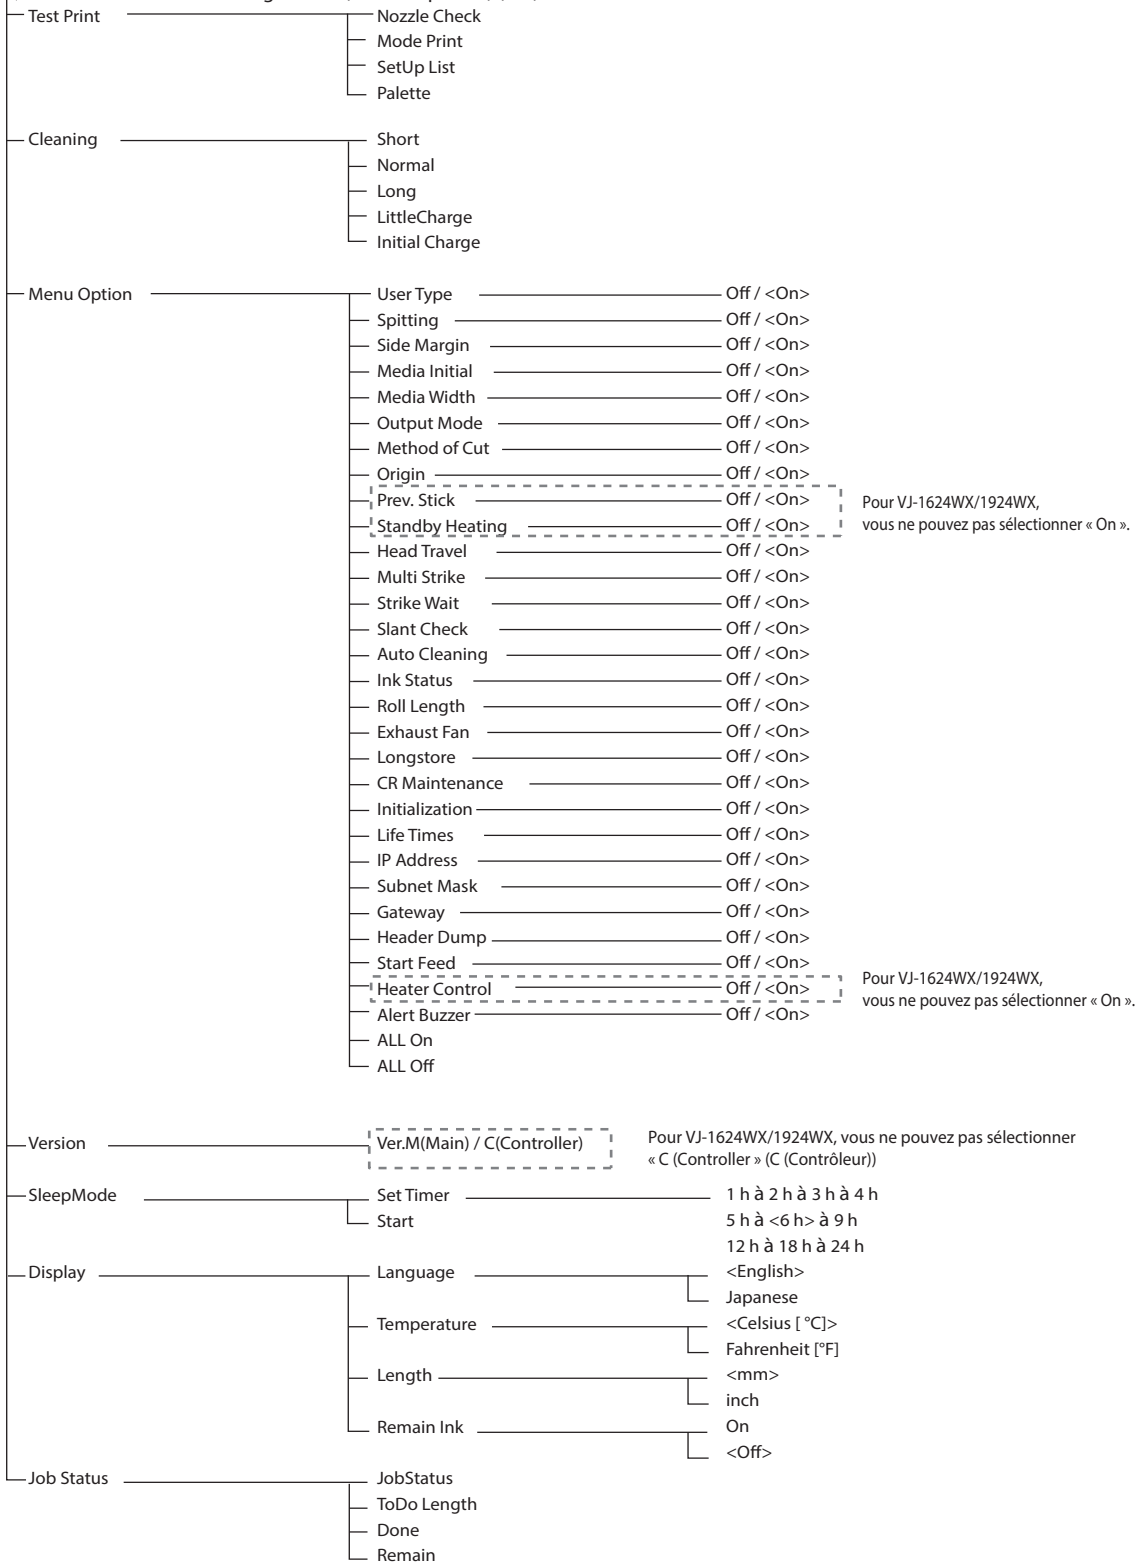 Test Print Nozzle Check
Mode Print
SetUp List
Palette
Cleaning Short
Normal
Long
LittleCharge
Initial Charge
Menu Option User Type Off / <On>
Spitting Off / <On>
Side Margin Off / <On>
Media Initial Off / <On>
Media Width Off / <On>
Output Mode Off / <On>
Method of Cut Off / <On>
Origin Off / <On>
Prev. Stick Off / <On> Pour VJ-1624WX/1924WX,
Standby Heating Off / <On> vous ne pouvez pas sélectionner « On ».
Head Travel Off / <On>
Multi Strike Off / <On>
Strike Wait Off / <On>
Slant Check Off / <On>
Auto Cleaning Off / <On>
Ink Status Off / <On>
Roll Length Off / <On>
Exhaust Fan Off / <On>
Longstore Off / <On>
CR Maintenance Off / <On>
Initialization Off / <On>
Life Times Off / <On>
IP Address Off / <On>
Subnet Mask Off / <On>
Gateway Off / <On>
Header Dump Off / <On>
Start Feed Off / <On>
Heater Control Off / <On> Pour VJ-1624WX/1924WX,
vous ne pouvez pas sélectionner « On ».
Alert Buzzer Off / <On>
ALL On
ALL Off
Version Ver.M(Main) / C(Controller) Pour VJ-1624WX/1924WX, vous ne pouvez pas sélectionner
« C (Controller » (C (Contrôleur))
SleepMode Set Timer 1 h à 2 h à 3 h à 4 h
Start 5 h à <6 h> à 9 h
12 h à 18 h à 24 h
Display Language <English>
Japanese
Temperature <Celsius [ °C]>
Fahrenheit [°F]
Length <mm>
inch
Remain Ink On
<Off>
Job Status JobStatus
ToDo Length
Done
Remain